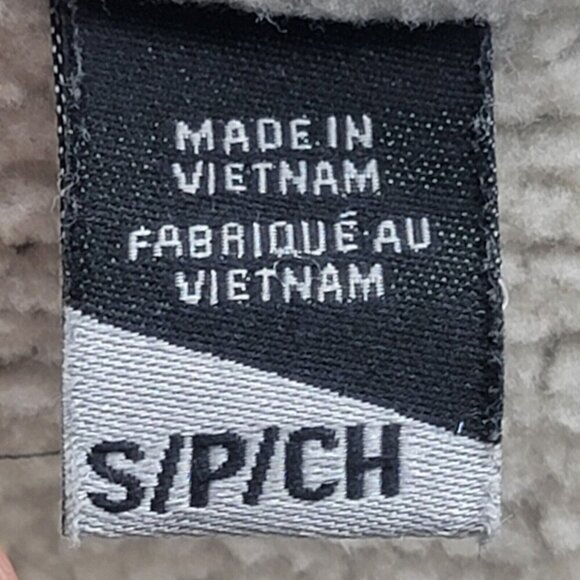 MADE IN
VIETNAM
FABRIQUÉ AU
VIETNAM
S/P/CH